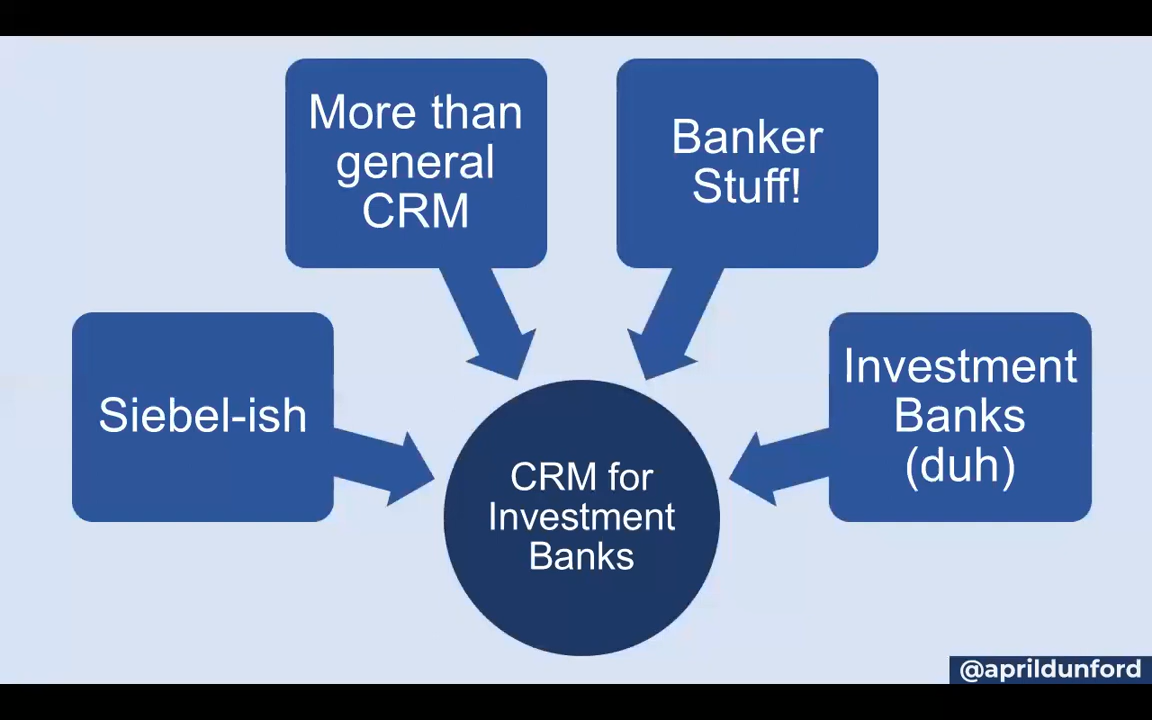 More than
general
CRM
Banker
Stuff!
Siebel-ish
Investment
Banks
(duh)
CRM for
Investment
Banks
@aprildunford